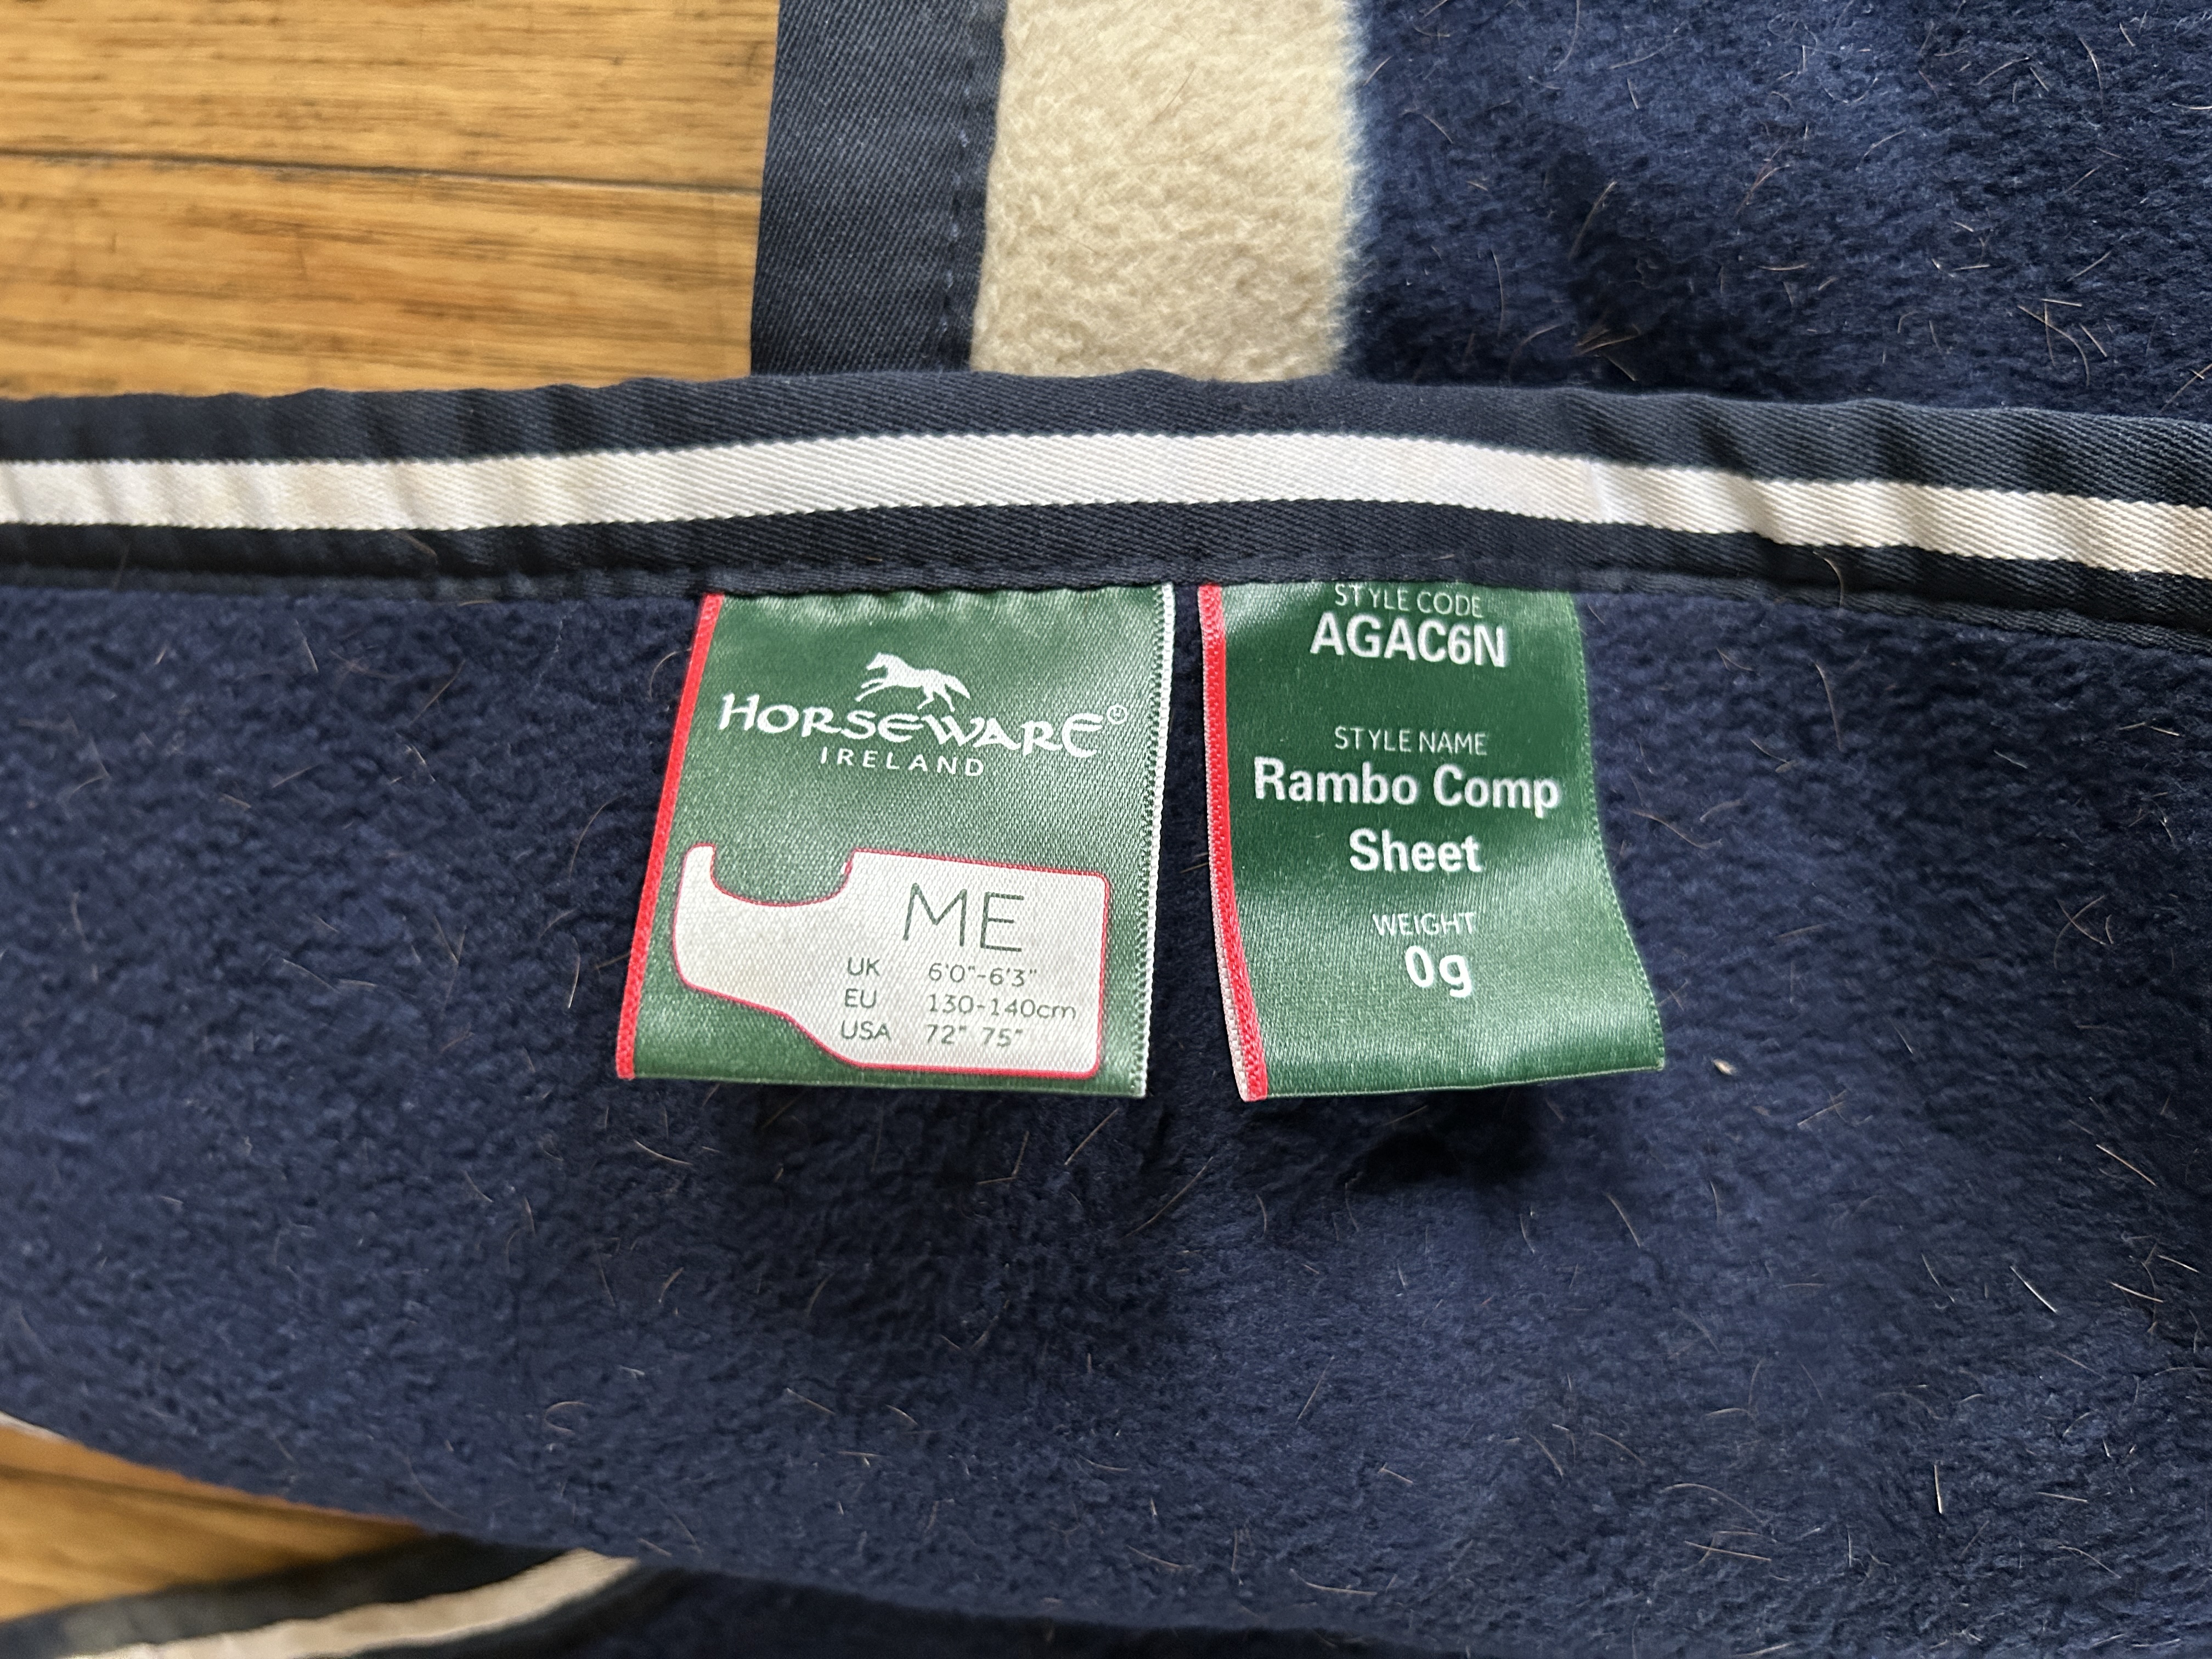 HORSEWARE®
IRELAND
ME
UK 6'0"-6'3"
EU 130-140cm
USA 72" 75"
STYLE CODE
AGAC6N
STYLE NAME
Rambo Comp
Sheet
WEIGHT
0g